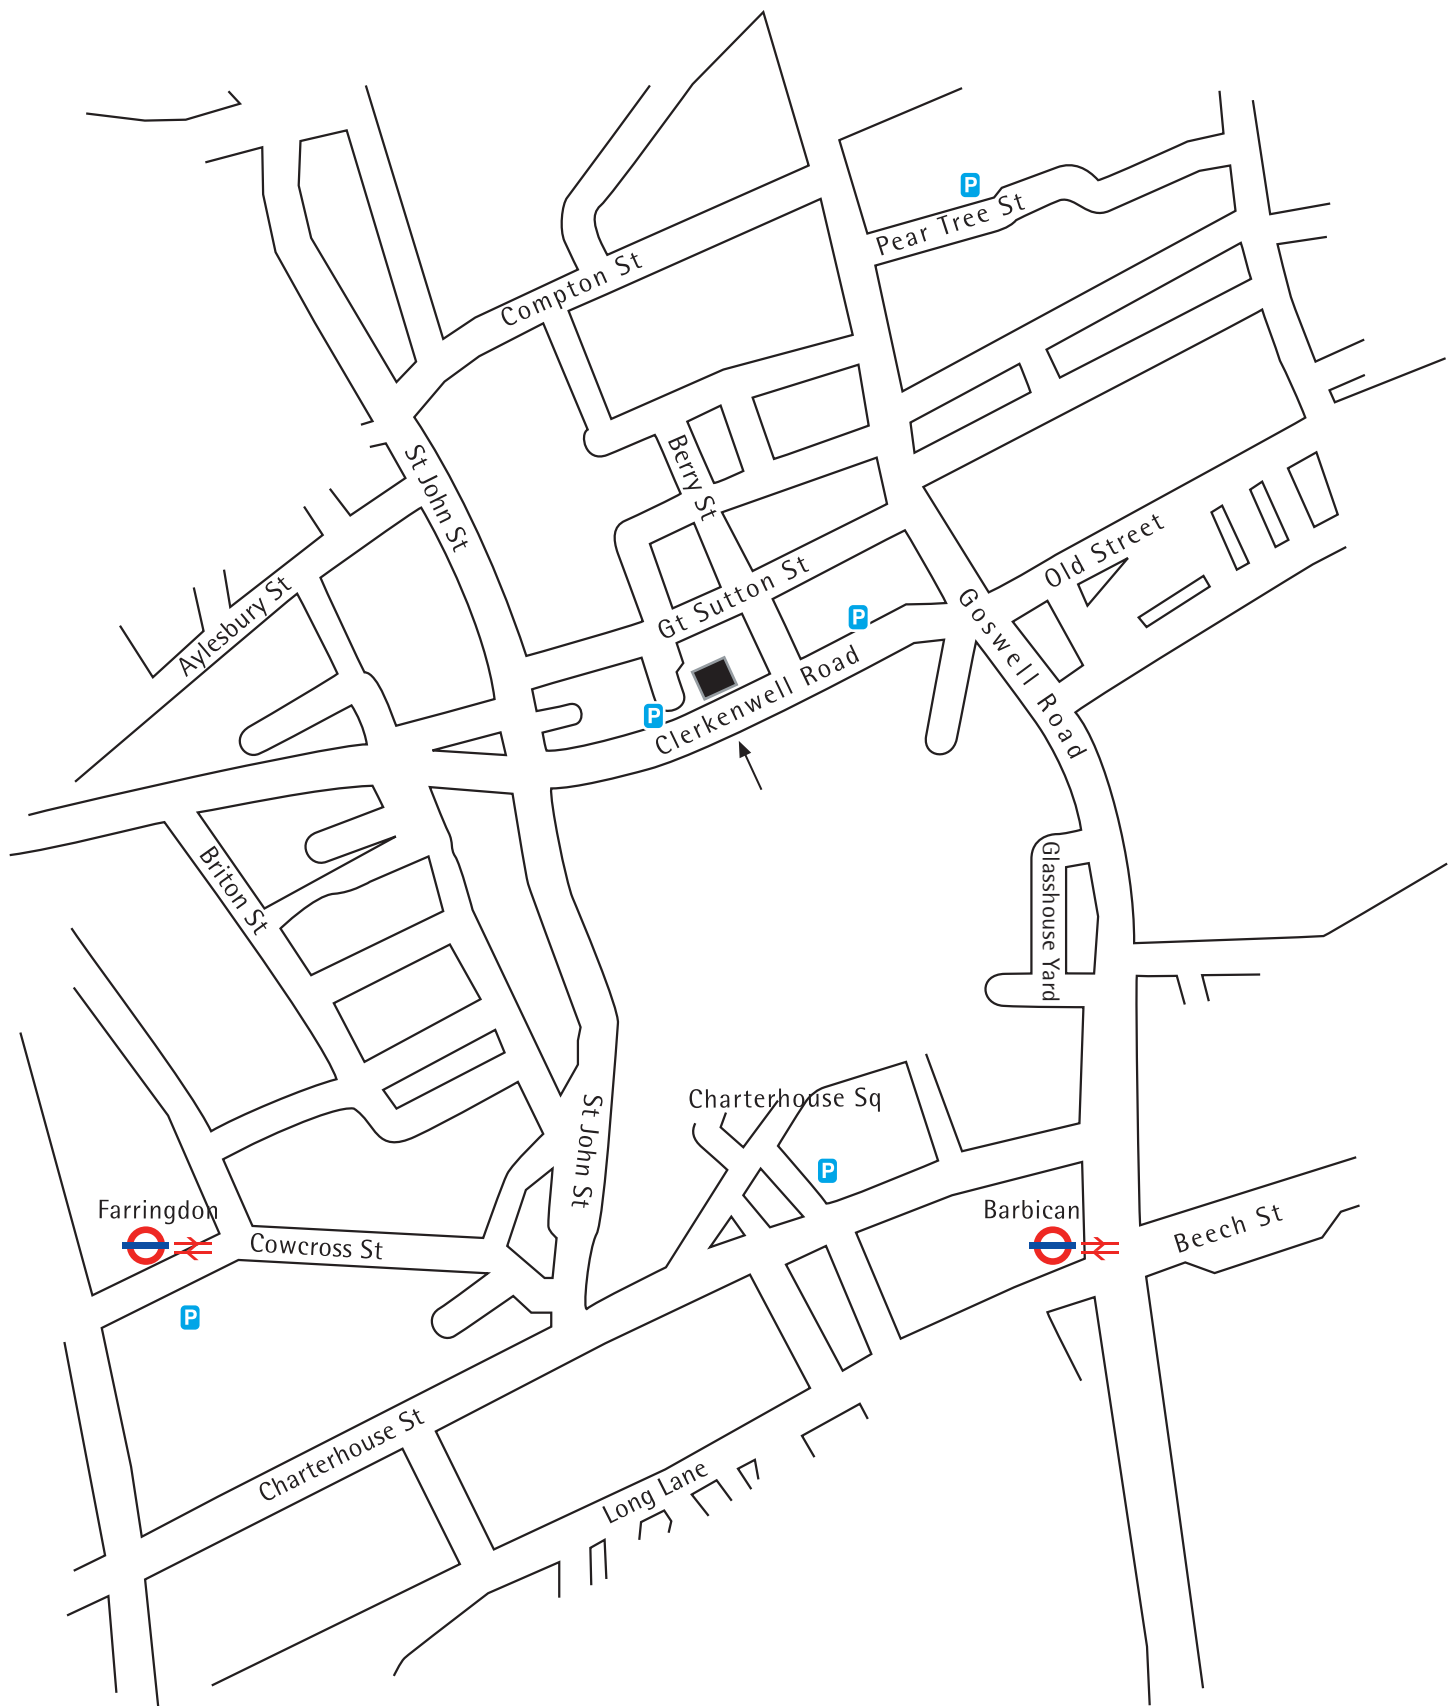 P
Pear Tree St
Compton St
Berry St
St John St
Old Street
Aylesbury St
Gt Sutton St
P
Goswell Road
P
Clerkenwell Road
Briton St
Glasshouse Yard
Charterhouse Sq
St John St
P
Farringdon
Barbican
Cowcross St
Beech St
P
Charterhouse St
Long Lane